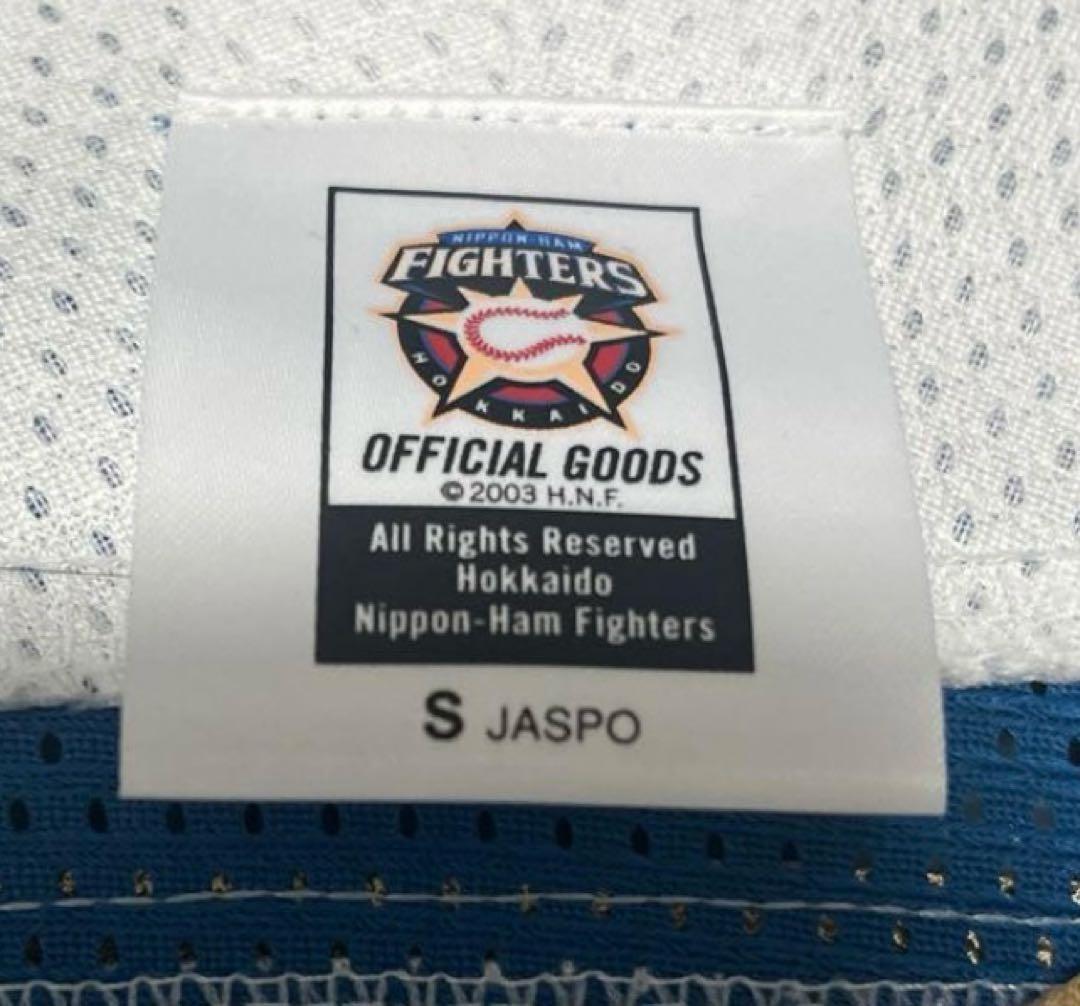 NIPPON-HAM
FIGHTERS
HOKKAIDO
OFFICIAL GOODS
©2003 H.N.F.
All Rights Reserved
Hokkaido
Nippon-Ham Fighters
S JASPO